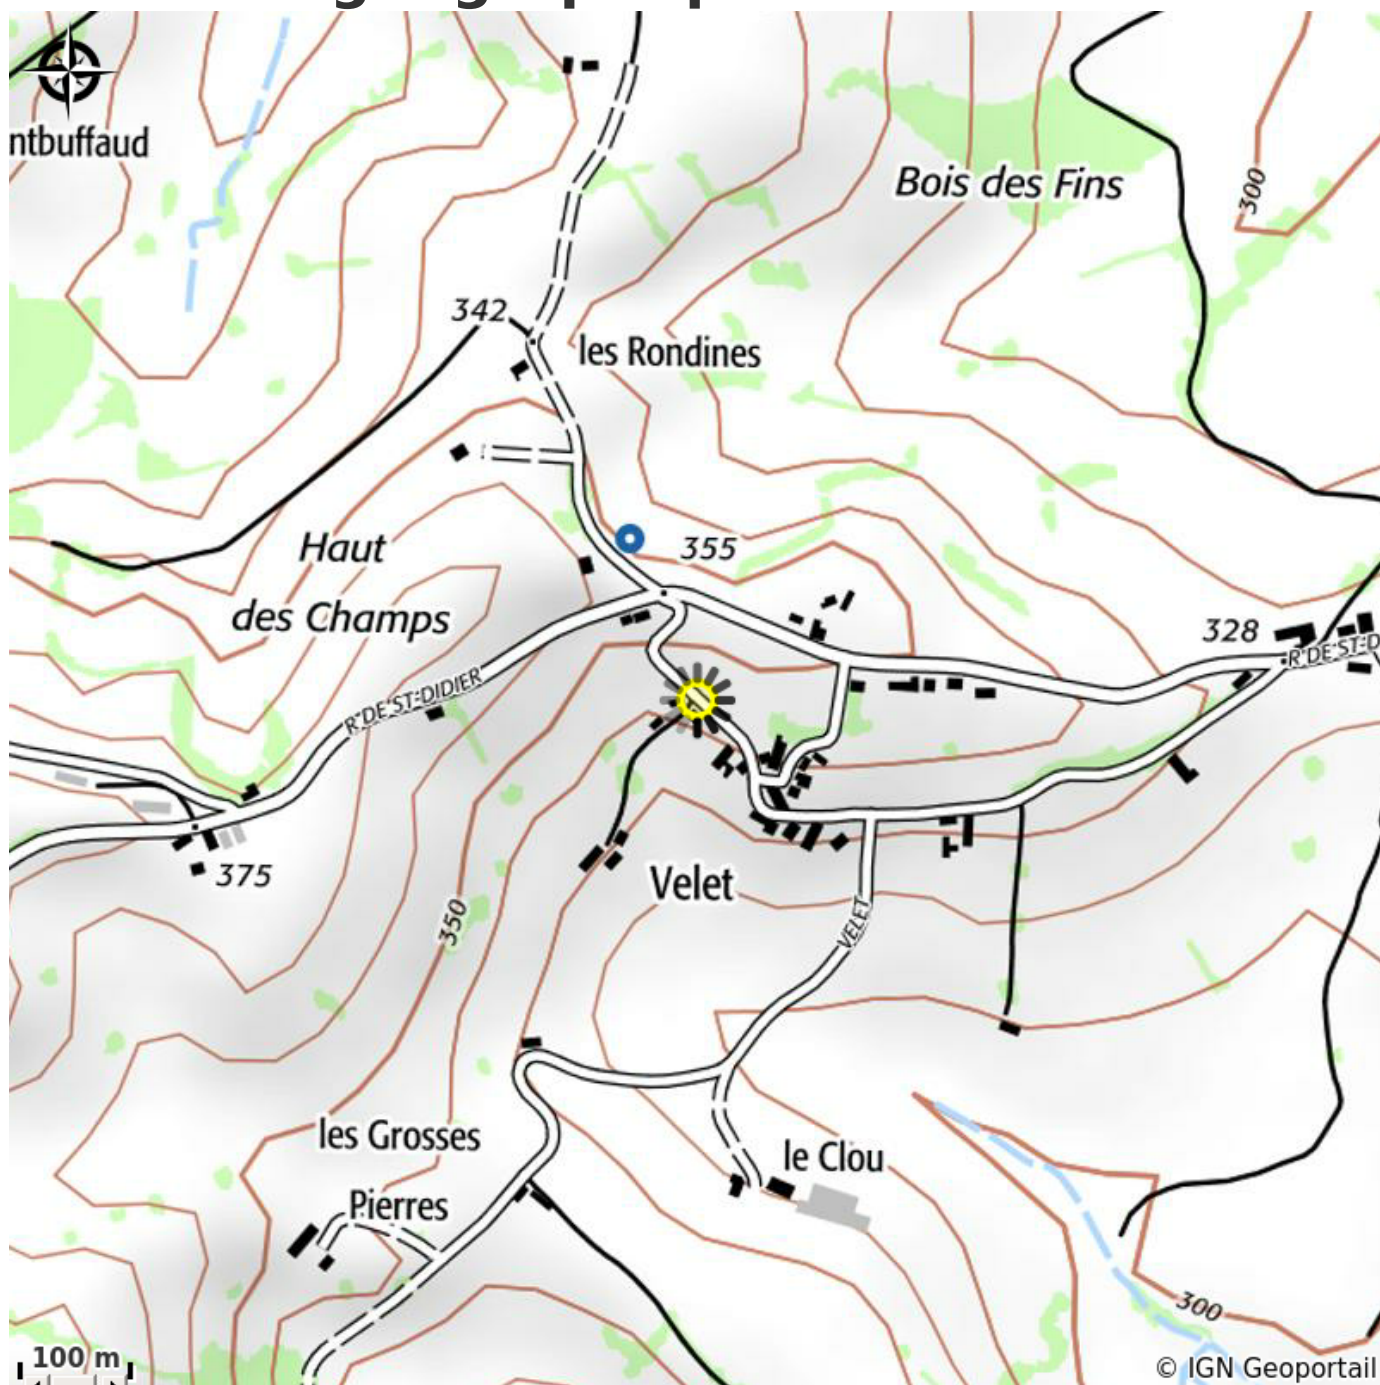 ntbuffaud
Bois des Fins
300
342
les Rondines
355
Haut
des Champs
328
R DE ST-D
R DE ST-DIDIER
375
Velet
350
VELET
les Grosses
Pierres
le Clou
300
100 m
© IGN Geoportail